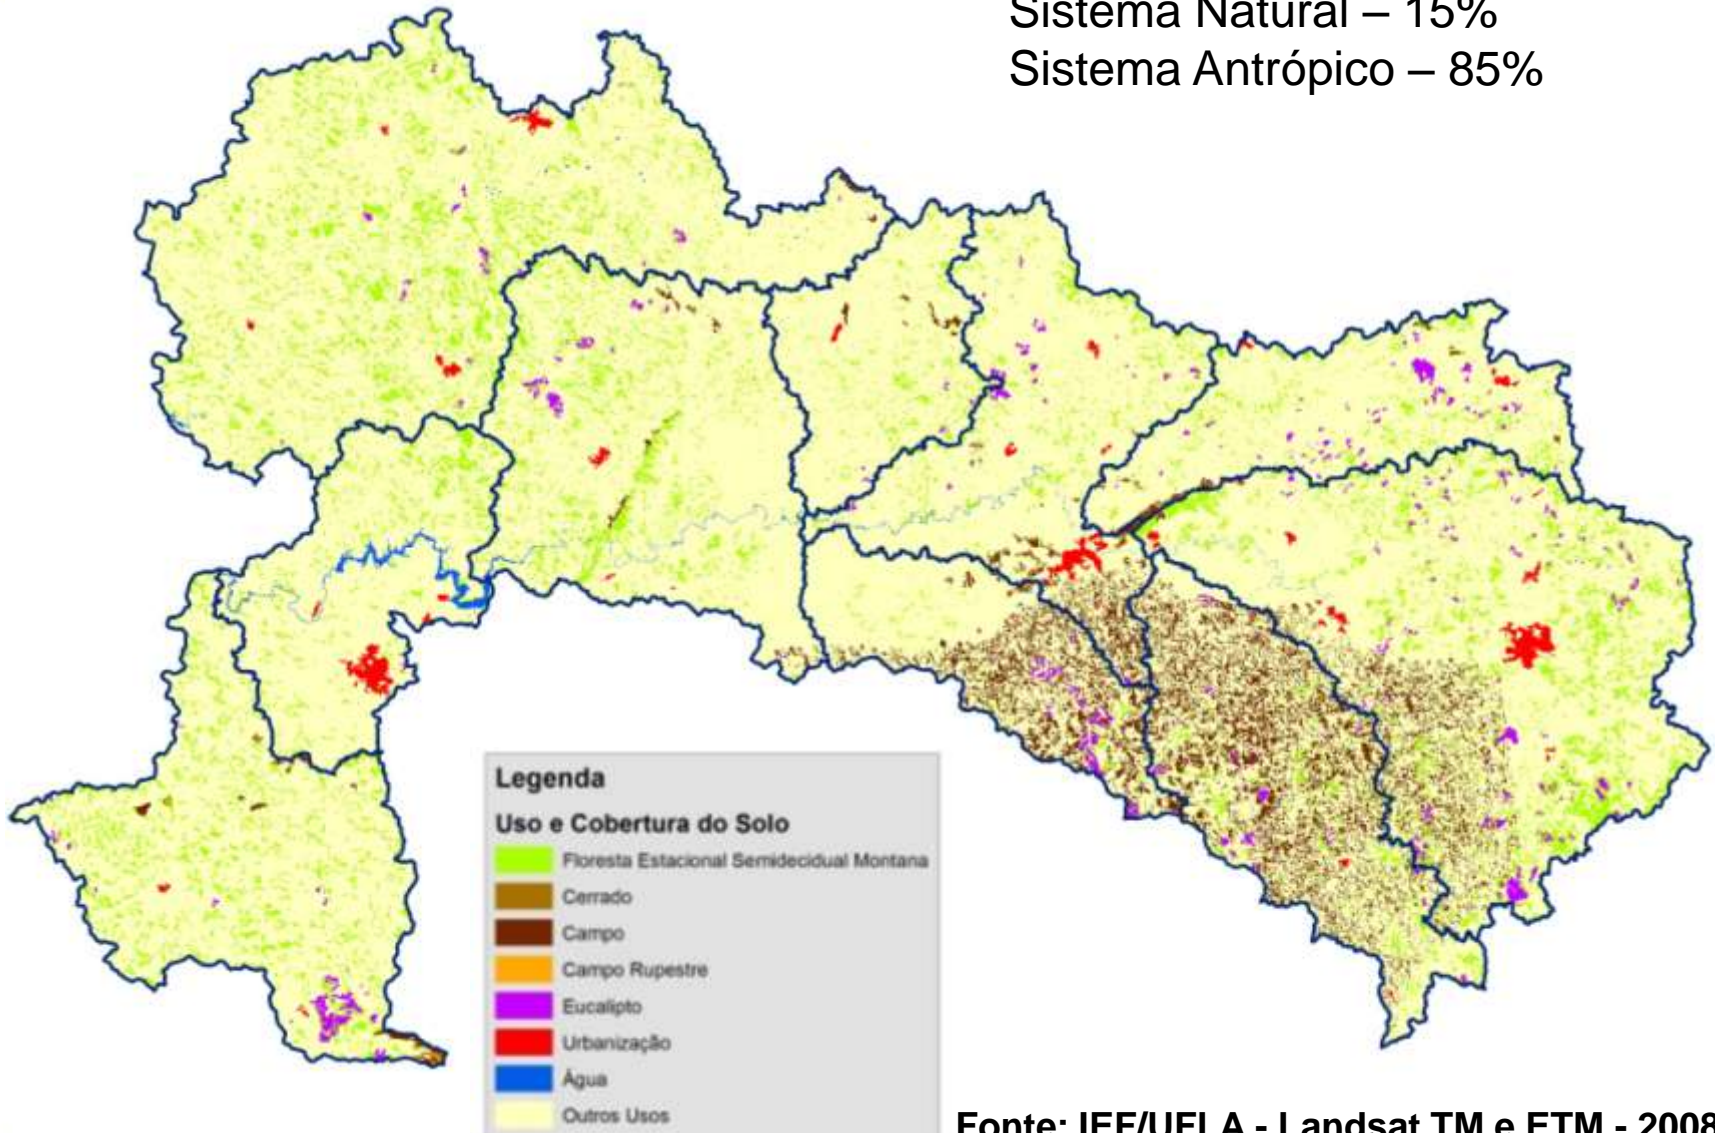 Sistema Natural – 15%
Sistema Antrópico – 85%
Legenda
Uso e Cobertura do Solo
Floresta Estacional Semidecidual Montana
Cerrado
Campo
Campo Rupestre
Eucalipto
Urbanização
Água
Outros Usos
Fonte: IEF/UFLA - Landsat TM e ETM - 2008